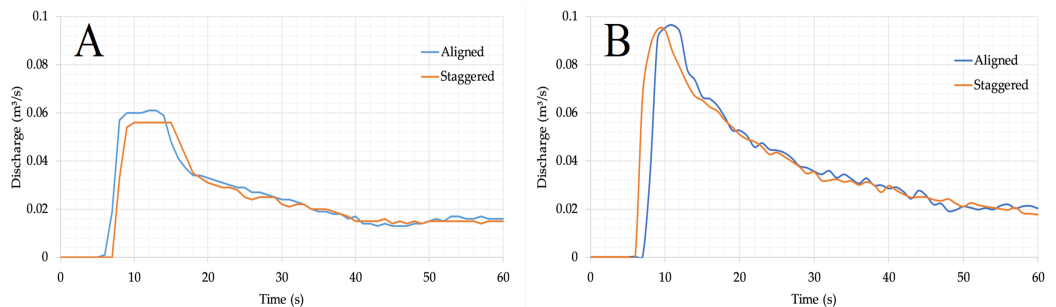 A
Discharge (m³/s)
0.1
0.08
0.06
0.04
0.02
0
0 10 20 30 40 50 60
Time (s)
Aligned
Staggered
B
Discharge (m³/s)
0.1
0.08
0.06
0.04
0.02
0
0 10 20 30 40 50 60
Time (s)
Aligned
Staggered